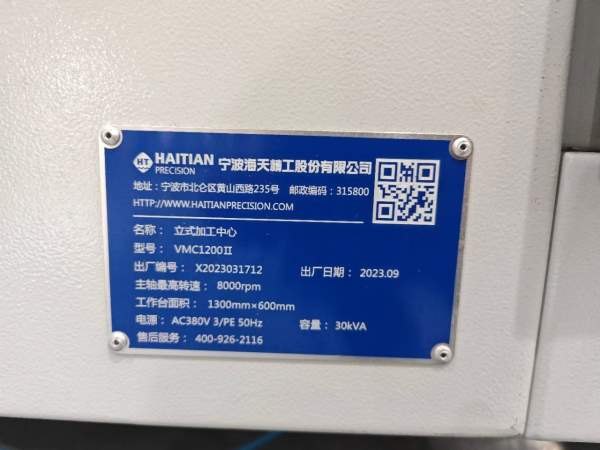 HT HAITIAN PRECISION 宁波海天精工股份有限公司
地址：宁波市北仑区黄山西路235号 邮政编码：315800
HTTP://WWW.HAITIANPRECISION.COM
名称： 立式加工中心
型号： VMC1200Ⅱ
出厂编号： X2023031712 出厂日期： 2023.09
主轴最高转速： 8000rpm
工作台面积： 1300mm×600mm
电源： AC380V 3/PE 50Hz 容量： 30kVA
售后服务： 400-926-2116